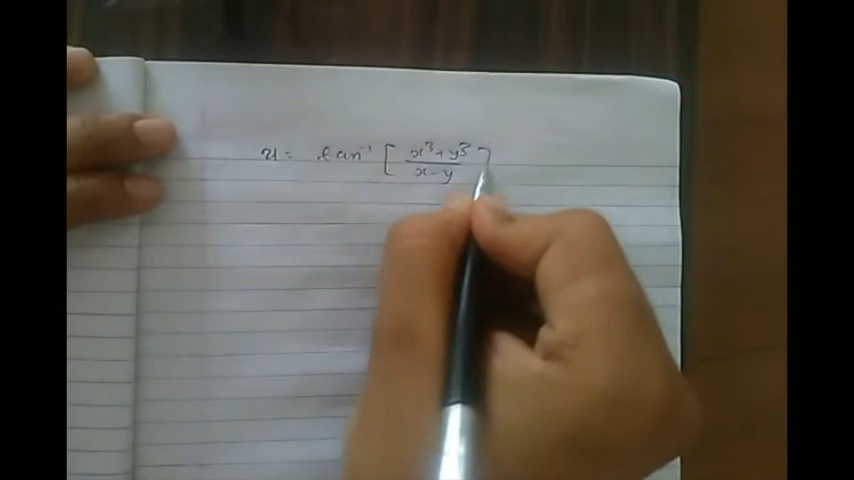 u = tan⁻¹ [ x³+y³ / x-y ]